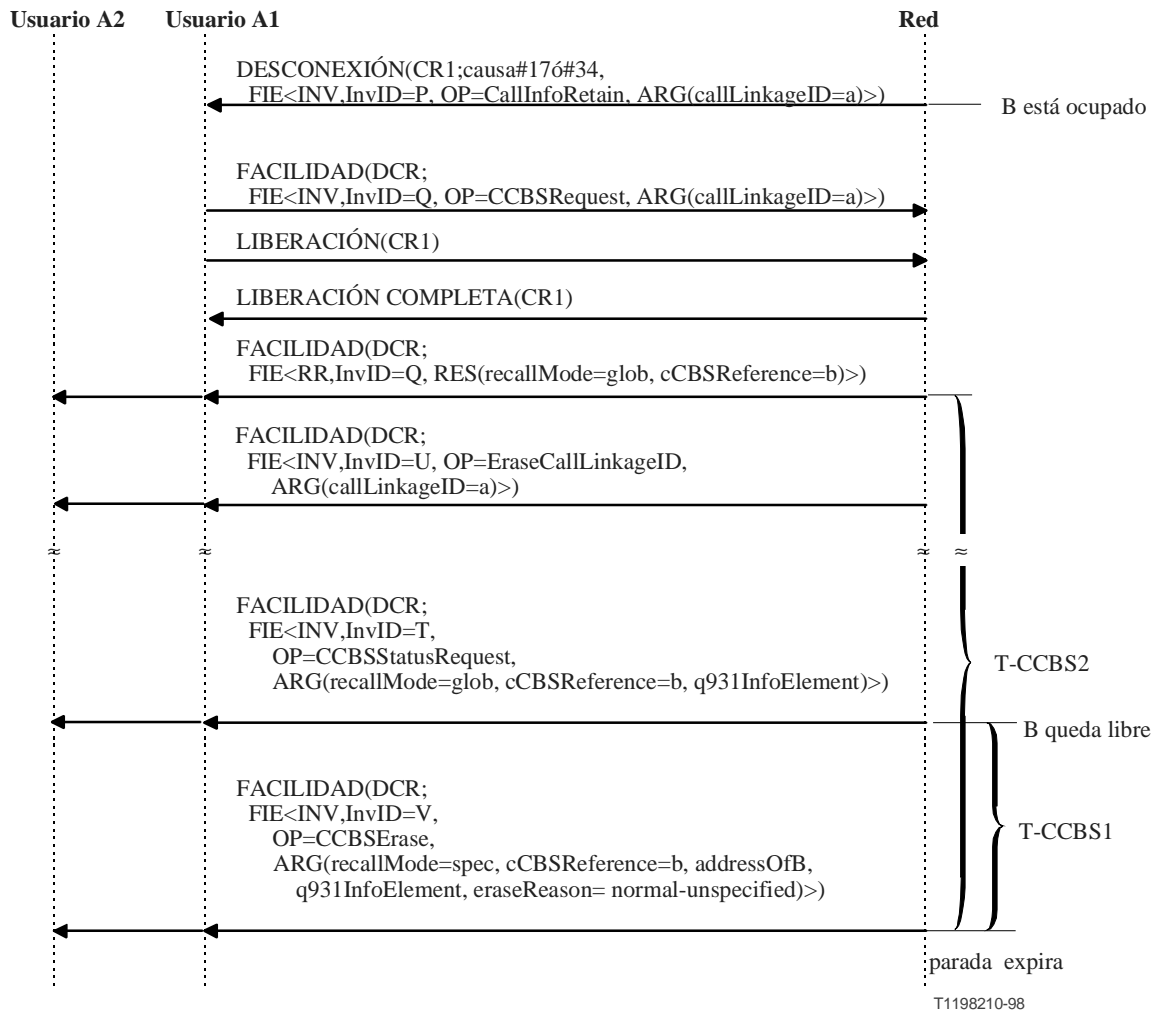 Usuario A2 Usuario A1 Red
DESCONEXIÓN(CR1;causa#17ó#34,
FIE<INV,InvID=P, OP=CallInfoRetain, ARG(callLinkageID=a)>)
B está ocupado
FACILIDAD(DCR;
FIE<INV,InvID=Q, OP=CCBSRequest, ARG(callLinkageID=a)>)
LIBERACIÓN(CR1)
LIBERACIÓN COMPLETA(CR1)
FACILIDAD(DCR;
FIE<RR,InvID=Q, RES(recallMode=glob, cCBSReference=b)>)
FACILIDAD(DCR;
FIE<INV,InvID=U, OP=EraseCallLinkageID,
ARG(callLinkageID=a)>)
≈ ≈ ≈ ≈
FACILIDAD(DCR;
FIE<INV,InvID=T,
OP=CCBSStatusRequest,
ARG(recallMode=glob, cCBSReference=b, q931InfoElement)>)
T-CCBS2
B queda libre
FACILIDAD(DCR;
FIE<INV,InvID=V,
OP=CCBSErase,
ARG(recallMode=spec, cCBSReference=b, addressOfB,
q931InfoElement, eraseReason= normal-unspecified)>)
T-CCBS1
parada expira
T1198210-98